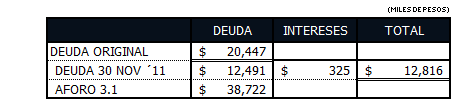 (MILES DE PESOS)
DEUDA INTERESES TOTAL
DEUDA ORIGINAL $ 20,447
DEUDA 30 NOV ´11 $ 12,491 $ 325 $ 12,816
AFORO 3.1 $ 38,722